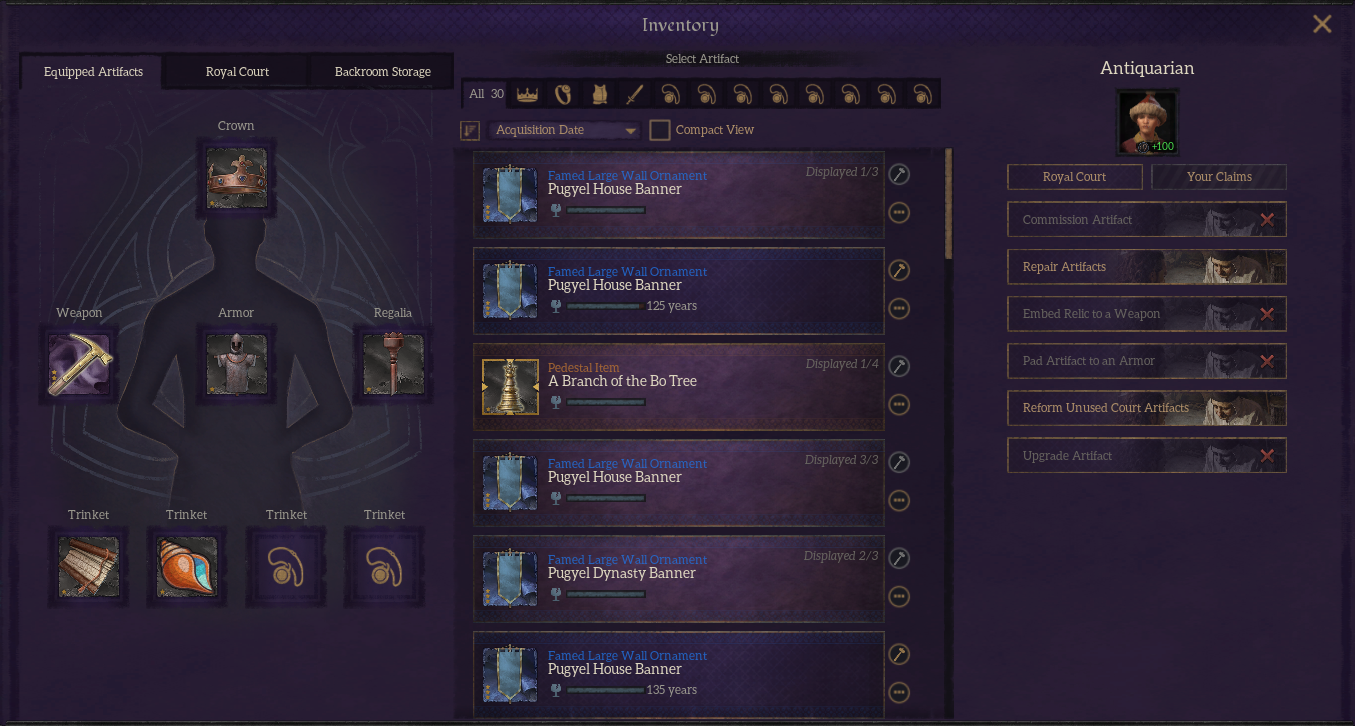 Inventory
Equipped Artifacts
Royal Court
Backroom Storage
Crown
Weapon
Armor
Regalia
Trinket
Trinket
Trinket
Trinket
Select Artifact
All 30
Acquisition Date
Compact View
Famed Large Wall Ornament
Displayed 1/3
Pugyel House Banner
Famed Large Wall Ornament
Pugyel House Banner
125 years
Pedestal Item
Displayed 1/4
A Branch of the Bo Tree
Famed Large Wall Ornament
Displayed 3/3
Pugyel House Banner
Famed Large Wall Ornament
Displayed 2/3
Pugyel Dynasty Banner
Famed Large Wall Ornament
Pugyel House Banner
135 years
Antiquarian
+100
Royal Court
Your Claims
Commission Artifact
Repair Artifacts
Embed Relic to a Weapon
Pad Artifact to an Armor
Reform Unused Court Artifacts
Upgrade Artifact